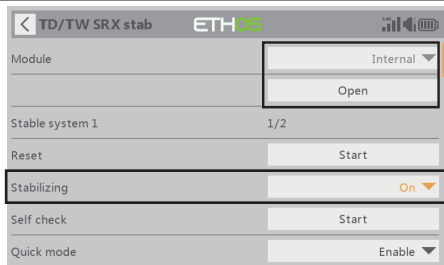 TD/TW SRX stab ETHOS
Module Internal
Open
Stable system 1 1/2
Reset Start
Stabilizing On
Self check Start
Quick mode Enable